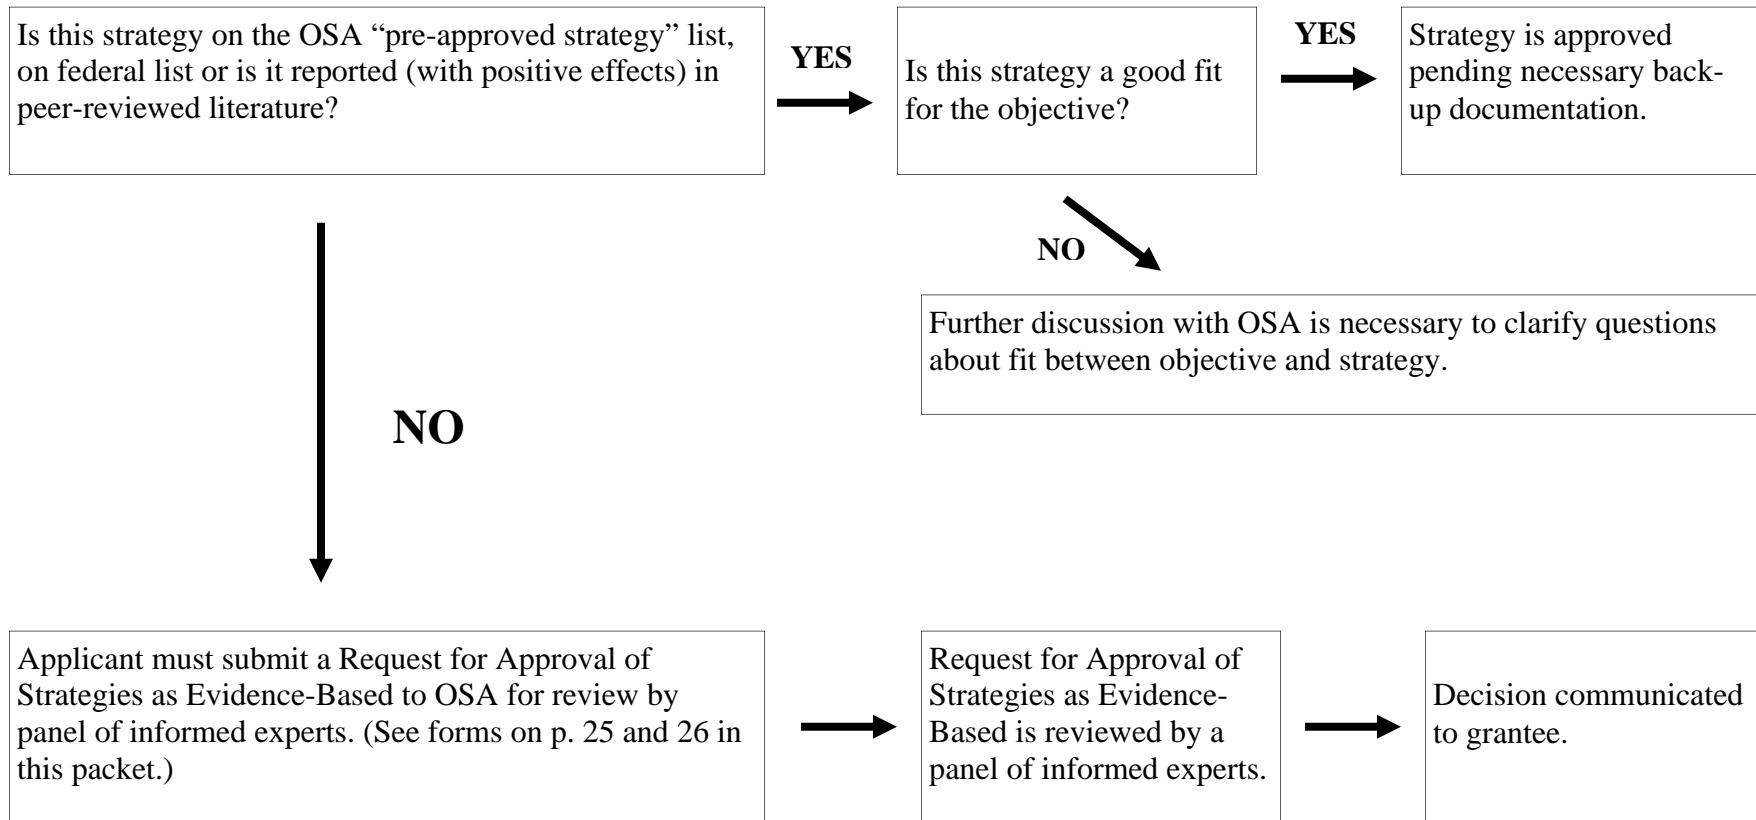 Is this strategy on the OSA “pre-approved strategy” list,
on federal list or is it reported (with positive effects) in
peer-reviewed literature?
YES
Is this strategy a good fit
for the objective?
YES
Strategy is approved
pending necessary back-
up documentation.
NO
Further discussion with OSA is necessary to clarify questions
about fit between objective and strategy.
NO
Applicant must submit a Request for Approval of
Strategies as Evidence-Based to OSA for review by
panel of informed experts. (See forms on p. 25 and 26 in
this packet.)
Request for Approval of
Strategies as Evidence-
Based is reviewed by a
panel of informed experts.
Decision communicated
to grantee.